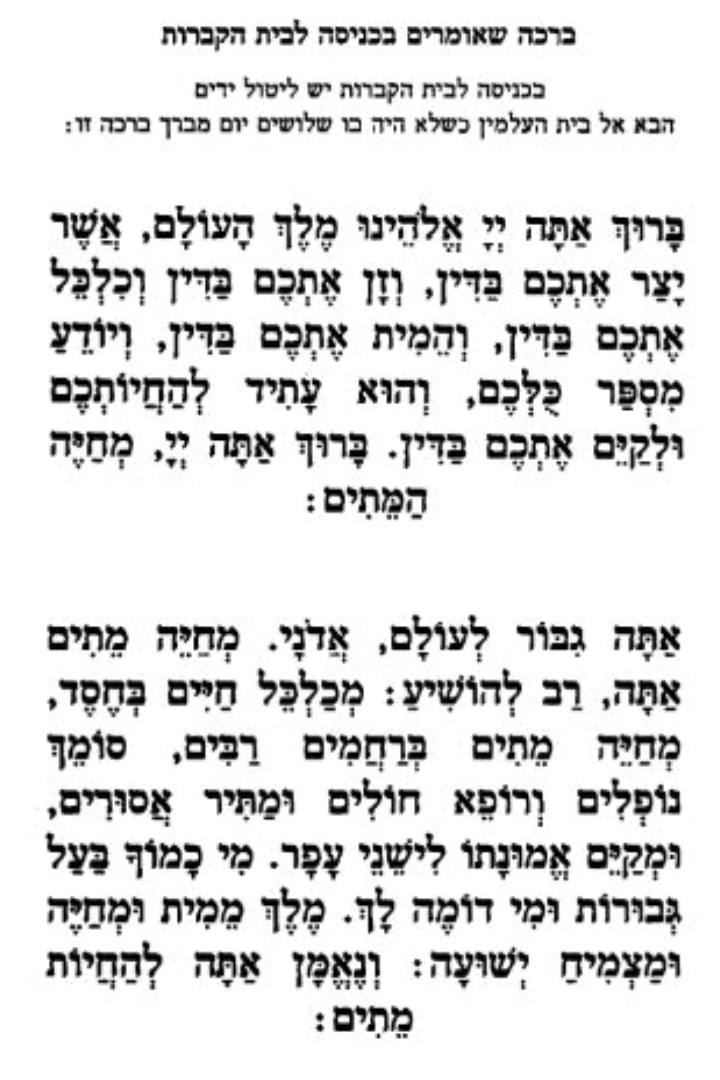 ברכה שאומרים בכניסה לבית הקברות
בכניסה לבית הקברות יש ליטול ידים
הבא אל בית העלמין כשלא היה בו שלושים יום מברך ברכה זו:
בָּרוּךְ אַתָּה יְיָ אֱלֹהֵינוּ מֶלֶךְ הָעוֹלָם, אֲשֶׁר
יָצַר אֶתְכֶם בַּדִּין, וְזָן אֶתְכֶם בַּדִּין וְכִלְכֵּל
אֶתְכֶם בַּדִּין, וְהֵמִית אֶתְכֶם בַּדִּין, וְיוֹדֵעַ
מִסְפַּר כֻּלְּכֶם, וְהוּא עָתִיד לְהַחֲיוֹתְכֶם
וּלְקַיֵּם אֶתְכֶם בַּדִּין. בָּרוּךְ אַתָּה יְיָ, מְחַיֶּה
הַמֵּתִים:
אַתָּה גִבּוֹר לְעוֹלָם, אֲדֹנָי. מְחַיֵּה מֵתִים
אַתָּה, רַב לְהוֹשִׁיעַ: מְכַלְכֵּל חַיִּים בְּחֶסֶד,
מְחַיֵּה מֵתִים בְּרַחֲמִים רַבִּים, סוֹמֵךְ
נוֹפְלִים וְרוֹפֵא חוֹלִים וּמַתִּיר אֲסוּרִים,
וּמְקַיֵּם אֱמוּנָתוֹ לִישֵׁנֵי עָפָר. מִי כָמוֹךָ בַּעַל
גְּבוּרוֹת וּמִי דוֹמֶה לָּךְ. מֶלֶךְ מֵמִית וּמְחַיֶּה
וּמַצְמִיחַ יְשׁוּעָה: וְנֶאֱמָן אַתָּה לְהַחֲיוֹת
מֵתִים: